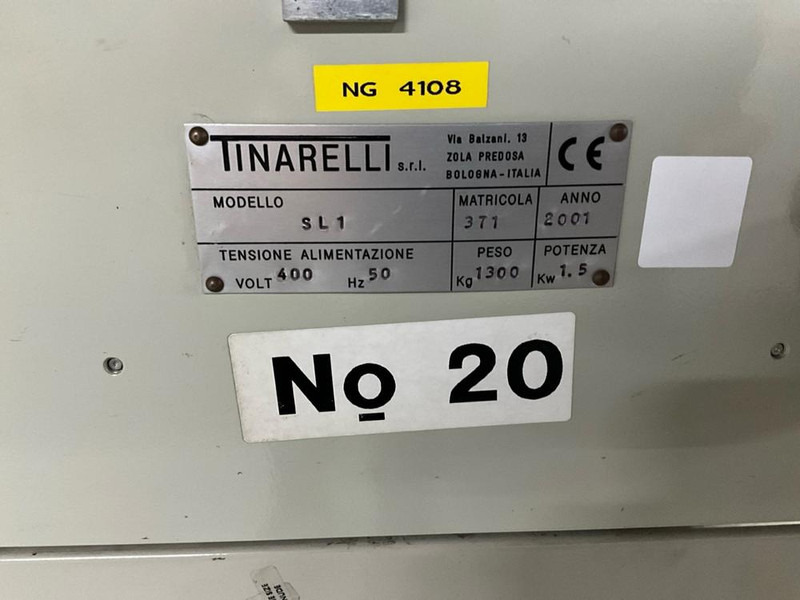 NG 4108
TINARELLI s.r.l.
Via Balzani. 13
ZOLA PREDOSA
BOLOGNA-ITALIA
CE
MODELLO
SL1
MATRICOLA
371
ANNO
2001
TENSIONE ALIMENTAZIONE
VOLT 400 Hz 50
PESO
Kg 1300
POTENZA
Kw 1.5
No 20